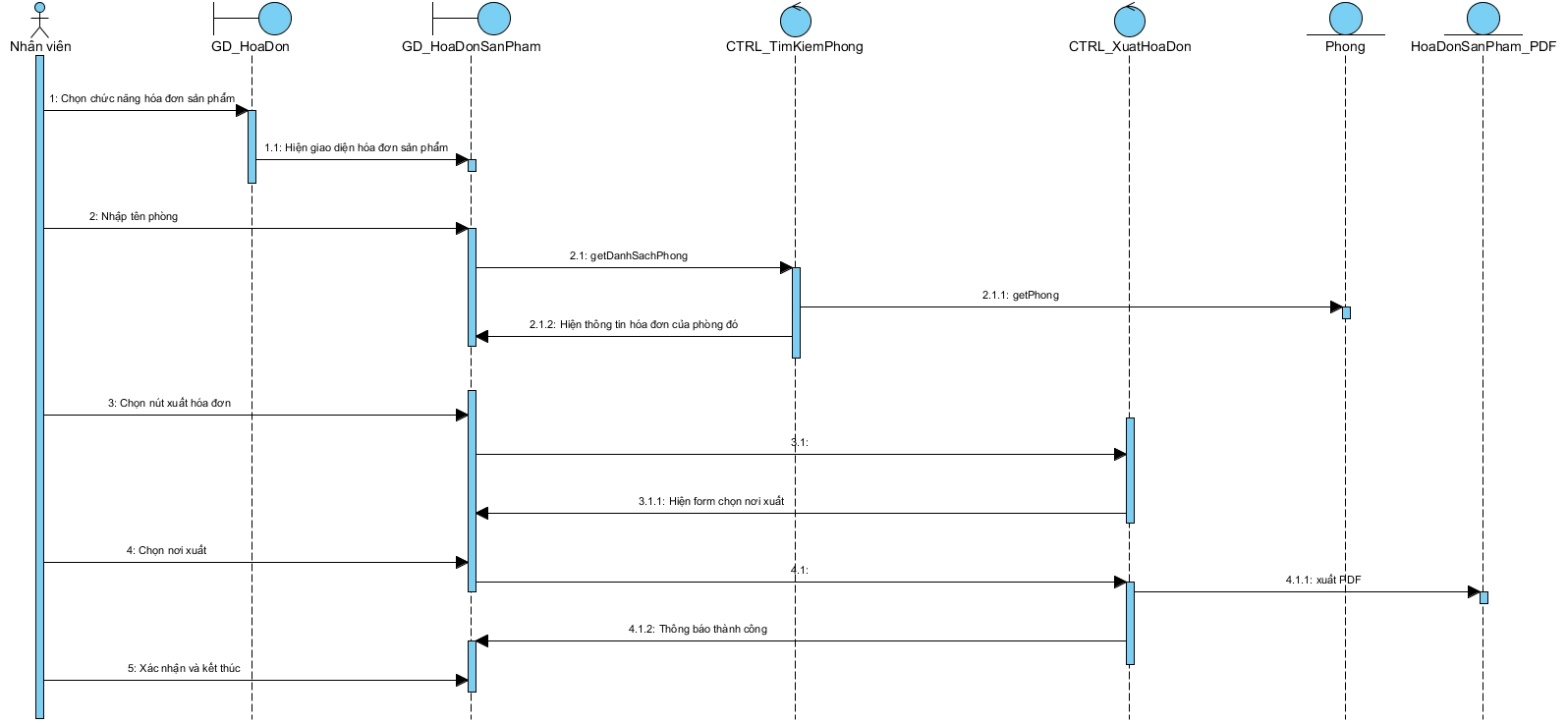 Nhân viên
GD_HoaDon
GD_HoaDonSanPham
CTRL_TimKiemPhong
CTRL_XuatHoaDon
Phong
HoaDonSanPham_PDF
1: Chọn chức năng hóa đơn sản phẩm
1.1: Hiện giao diện hóa đơn sản phẩm
2: Nhập tên phòng
2.1: getDanhSachPhong
2.1.1: getPhong
2.1.2: Hiện thông tin hóa đơn của phòng đó
3: Chọn nút xuất hóa đơn
3.1:
3.1.1: Hiện form chọn nơi xuất
4: Chọn nơi xuất
4.1:
4.1.1: xuất PDF
4.1.2: Thông báo thành công
5: Xác nhận và kết thúc